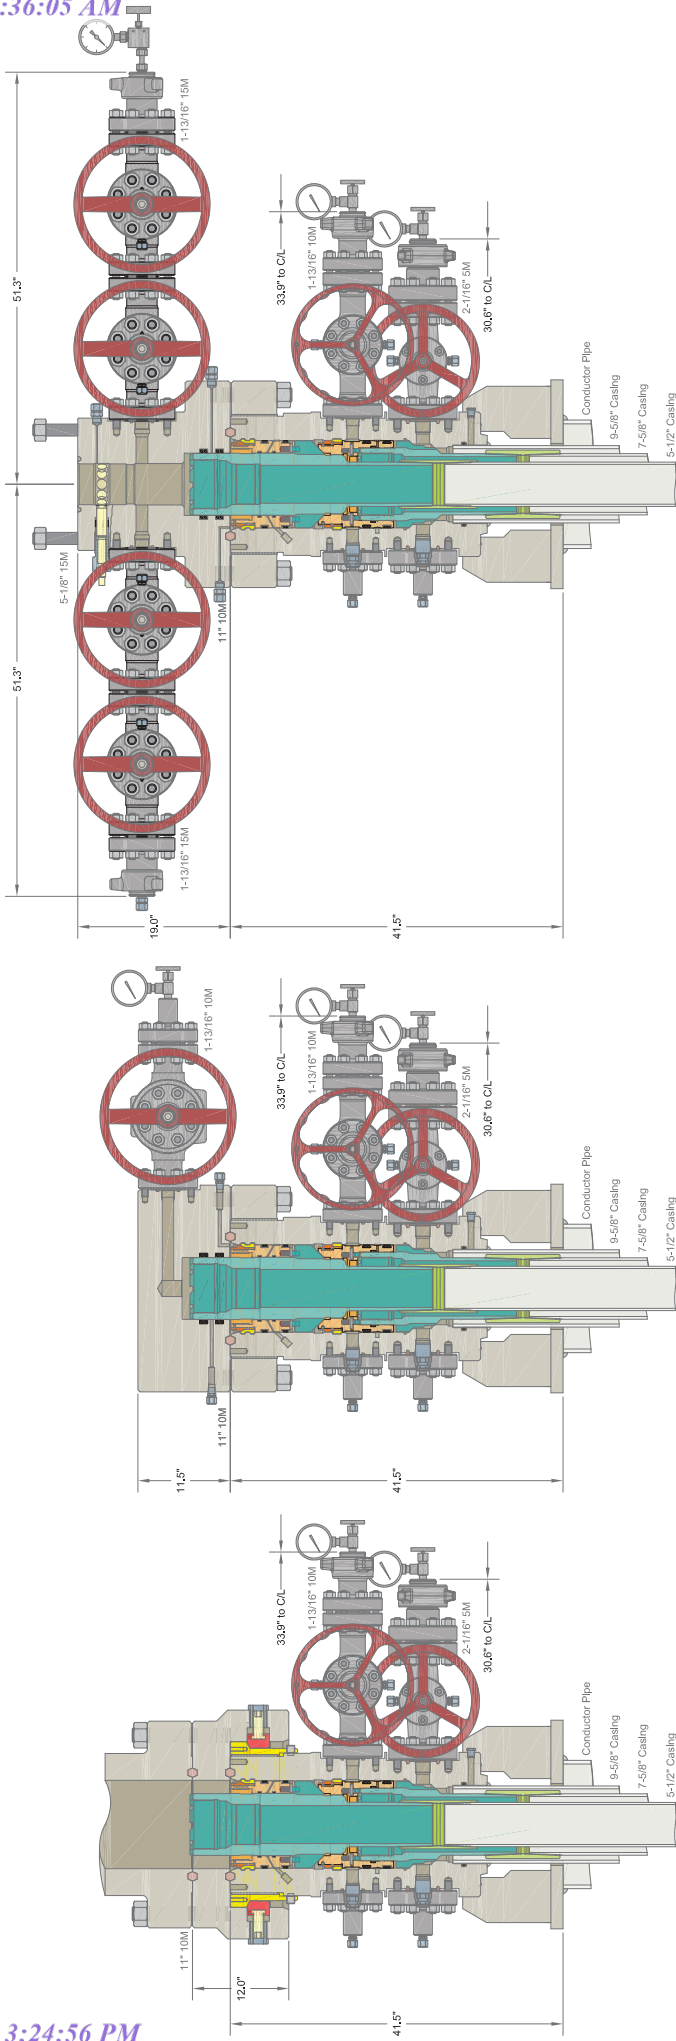 :36:05 AM
1-13/16" 15M
51.3"
33.9" to C/L
1-13/16" 10M
2-1/16" 5M
30.6" to C/L
Conductor Pipe
9-5/8" Casing
7-5/8" Casing
5-1/2" Casing
5-1/8" 15M
11" 10M
51.3"
1-13/16" 15M
19.0"
41.5"
1-13/16" 10M
33.9" to C/L
1-13/16" 10M
2-1/16" 5M
30.6" to C/L
Conductor Pipe
9-5/8" Casing
7-5/8" Casing
5-1/2" Casing
11" 10M
11.5"
41.5"
33.9" to C/L
1-13/16" 10M
2-1/16" 5M
30.6" to C/L
Conductor Pipe
9-5/8" Casing
7-5/8" Casing
5-1/2" Casing
11" 10M
12.0"
41.5"
3:24:56 PM